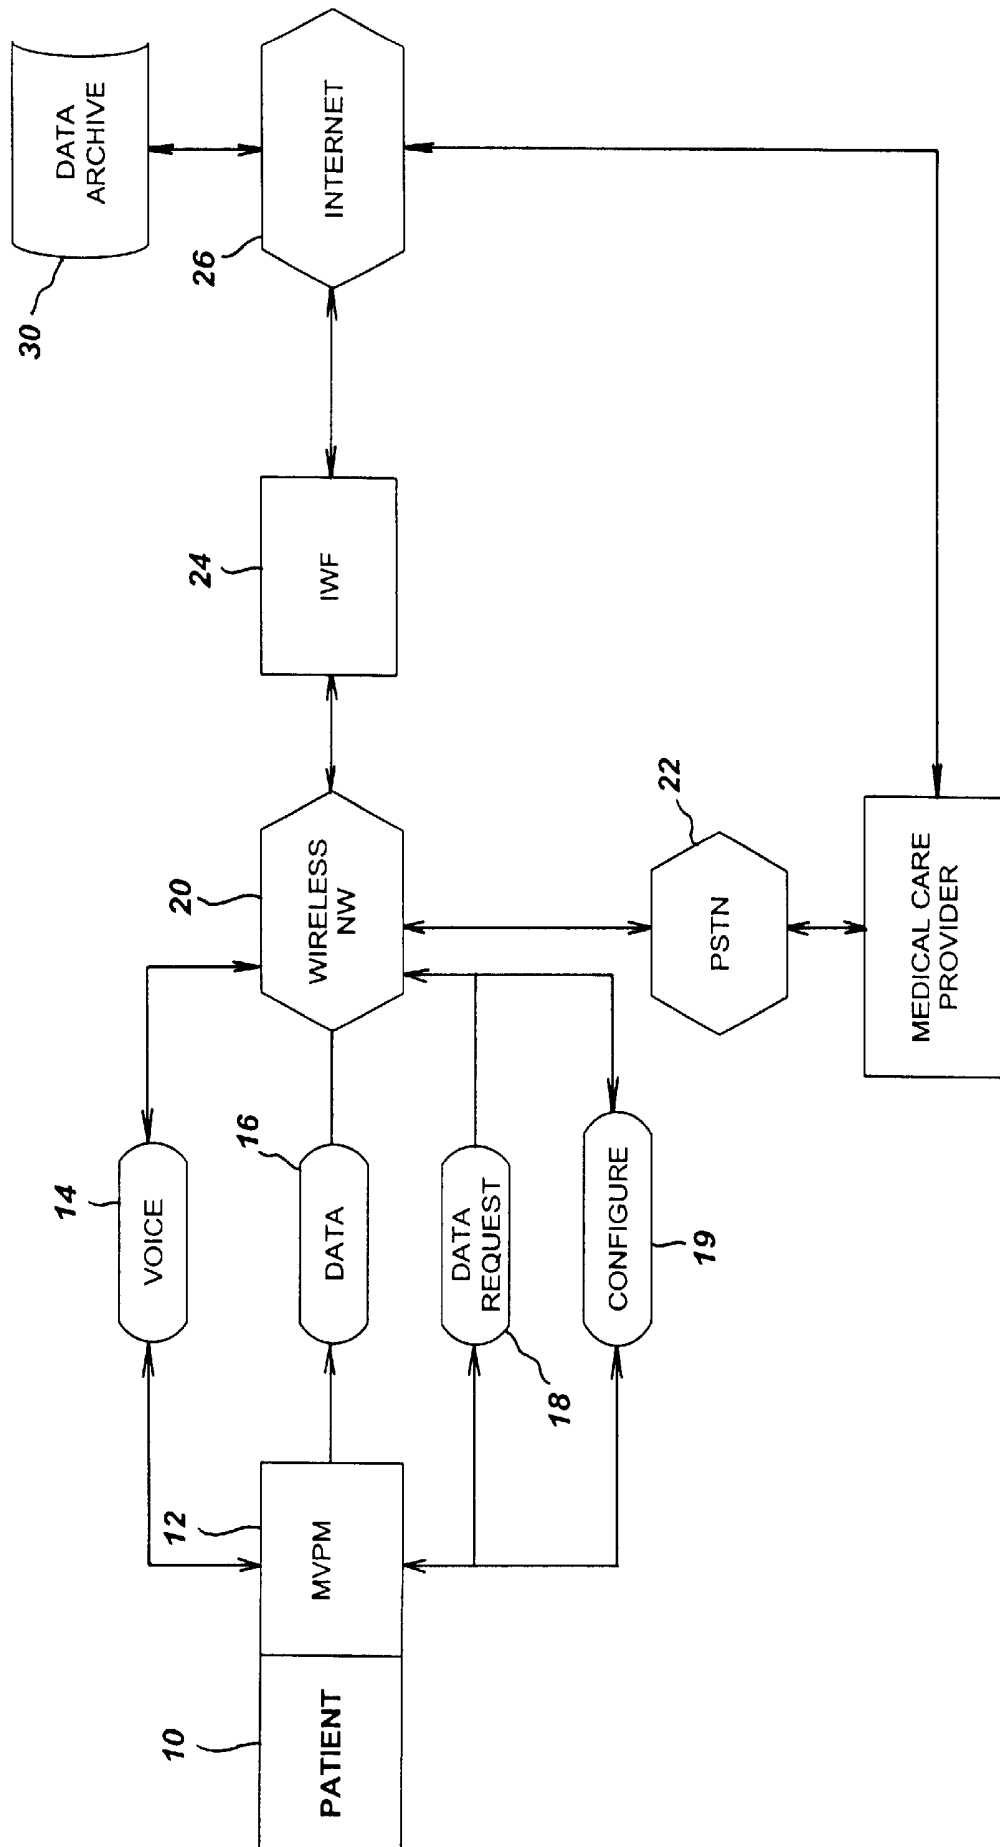 10
PATIENT
12
MVPM
14
VOICE
16
DATA
18
DATA
REQUEST
19
CONFIGURE
20
WIRELESS
NW
22
PSTN
MEDICAL CARE
PROVIDER
24
IWF
26
INTERNET
30
DATA
ARCHIVE